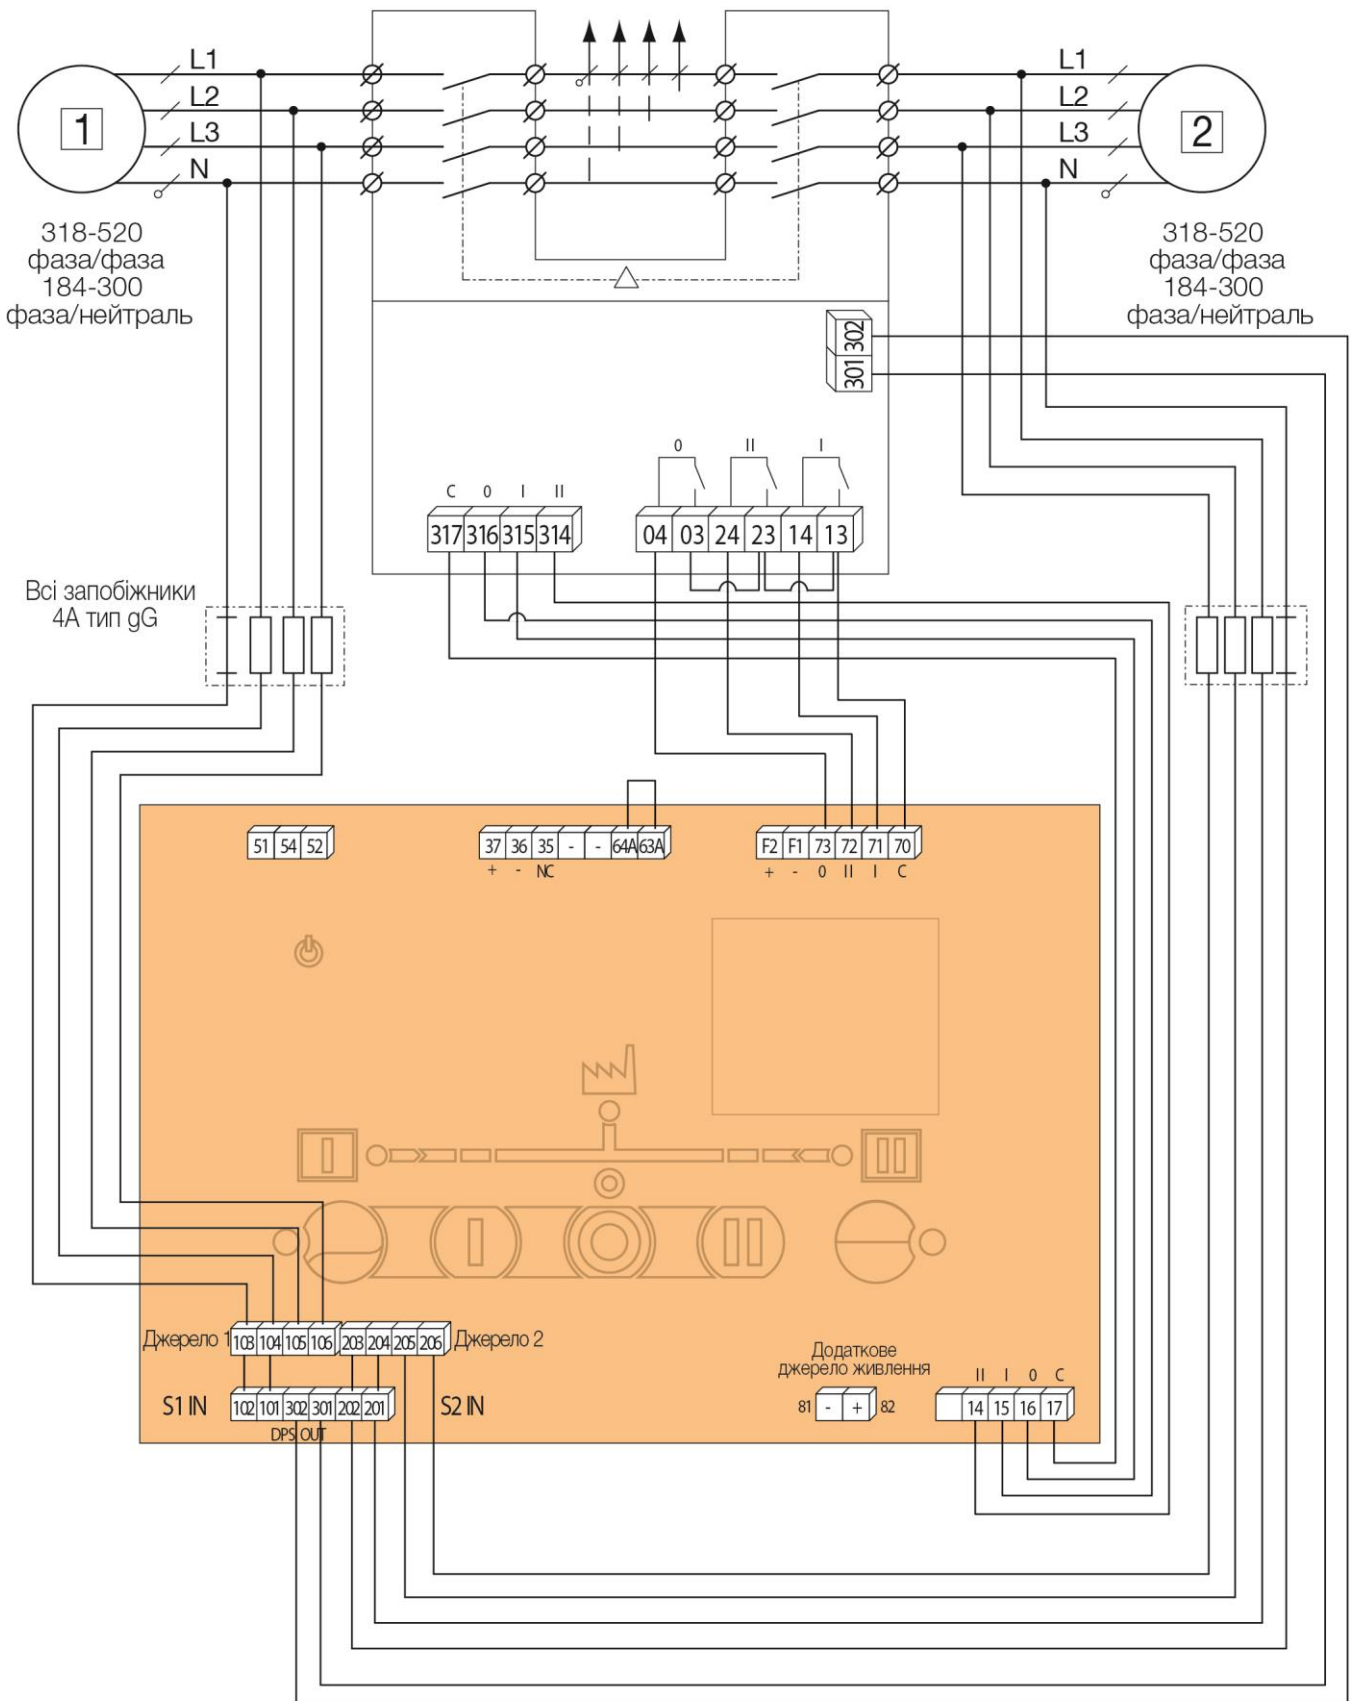 L1
L2
L3
N
1
L1
L2
L3
N
2
318-520
фаза/фаза
184-300
фаза/нейтраль
318-520
фаза/фаза
184-300
фаза/нейтраль
302
301
0 II I
C 0 I II
317 316 315 314
04 03 24 23 14 13
Всі запобіжники
4А тип gG
51 54 52
37 36 35 - - 64A 63A
+ - NC
F2 F1 73 72 71 70
+ - 0 II I C
Джерело 1
103 104 105 106 203 204 205 206
Джерело 2
S1 IN
102 101 302 301 202 201
S2 IN
DPS OUT
Додаткове
джерело живлення
81 - + 82
II I 0 C
14 15 16 17